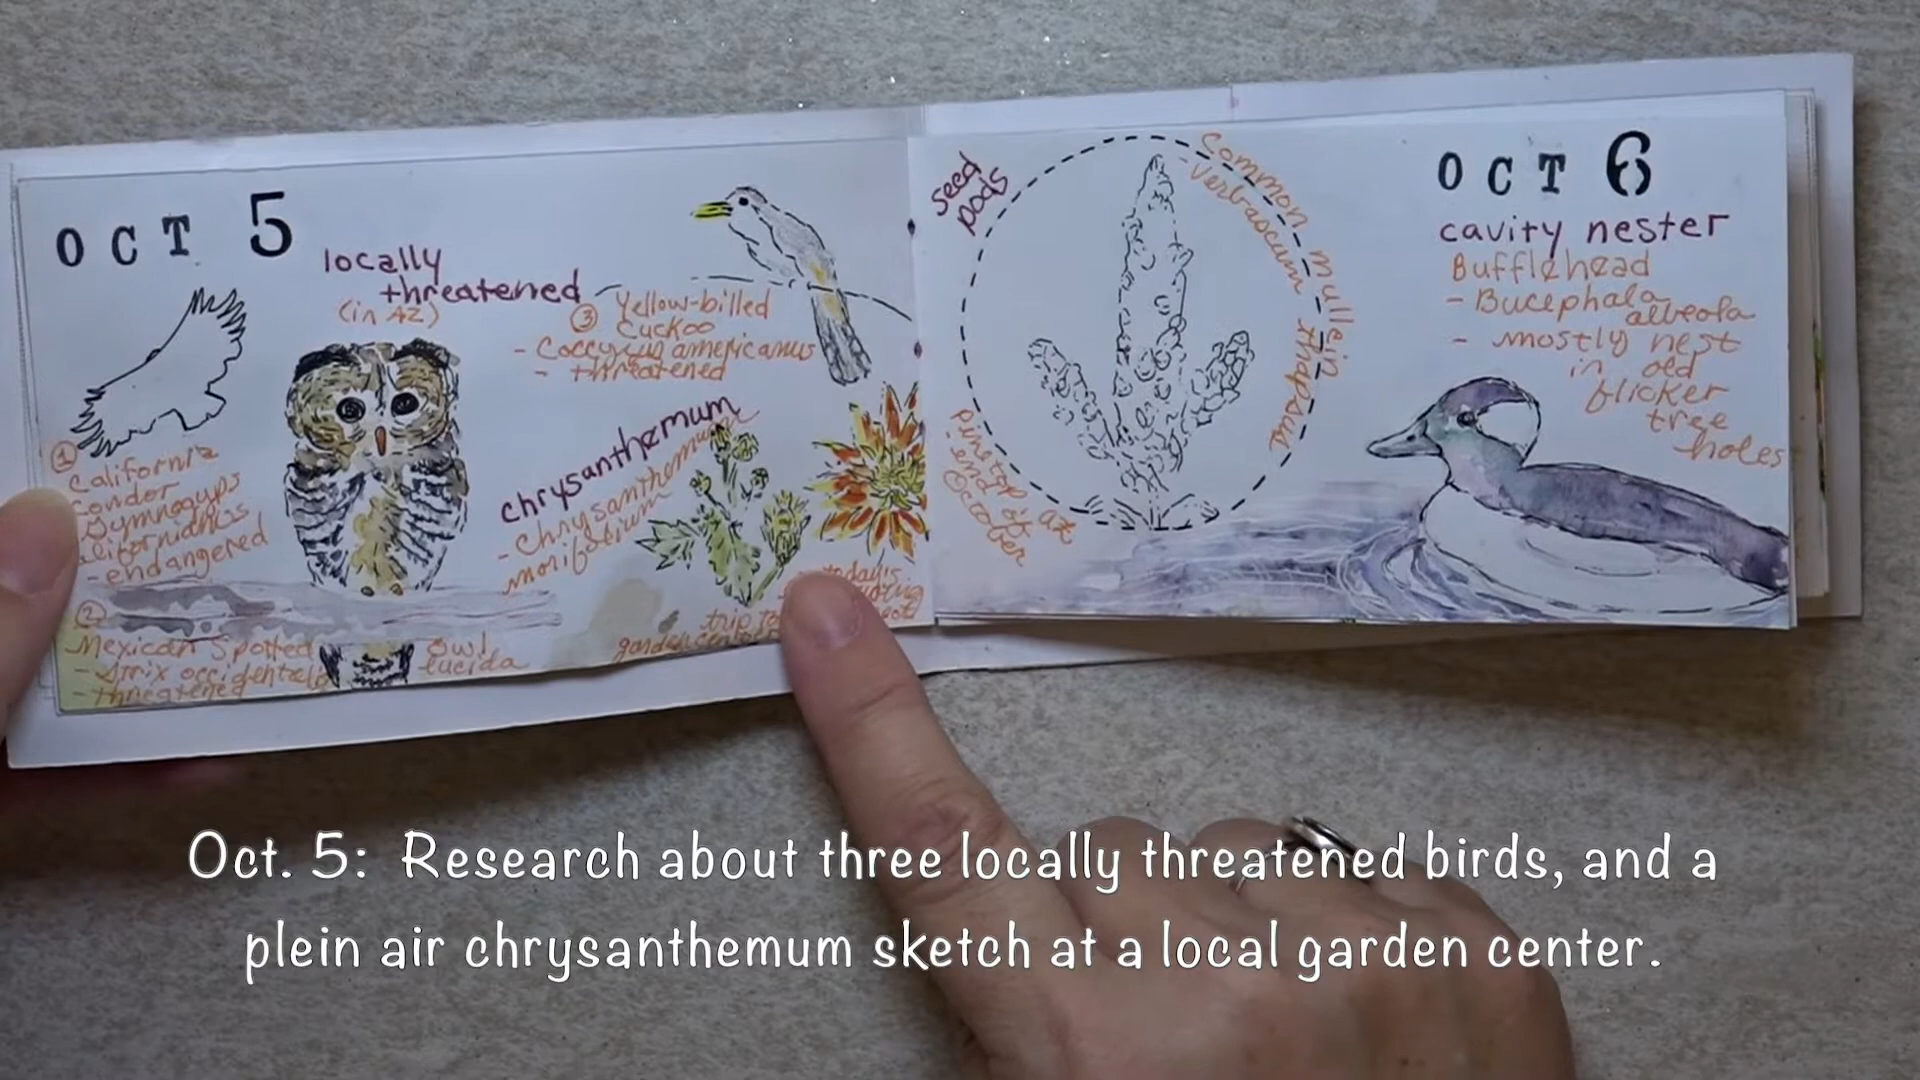 OCT 5
locally
threatened
(in AZ)
①
California
Condor
Gymnogyps
alifornianus
- endangered
②
Mexican Spotted Owl
- Strix occidentalis lucida
- threatened
③ Yellow-billed
Cuckoo
- Coccyzus americanus
- threatened
chrysanthemum
- Chrysanthemum
morifolium
today's
trip to
garden center
seed
pods
Common mullein
Verbascum thapsus
pinetop at
end of
October
OCT 6
cavity nester
Bufflehead
- Bucephala
albeola
- mostly nest
in old
flicker
tree
holes
Oct. 5: Research about three locally threatened birds, and a
plein air chrysanthemum sketch at a local garden center.